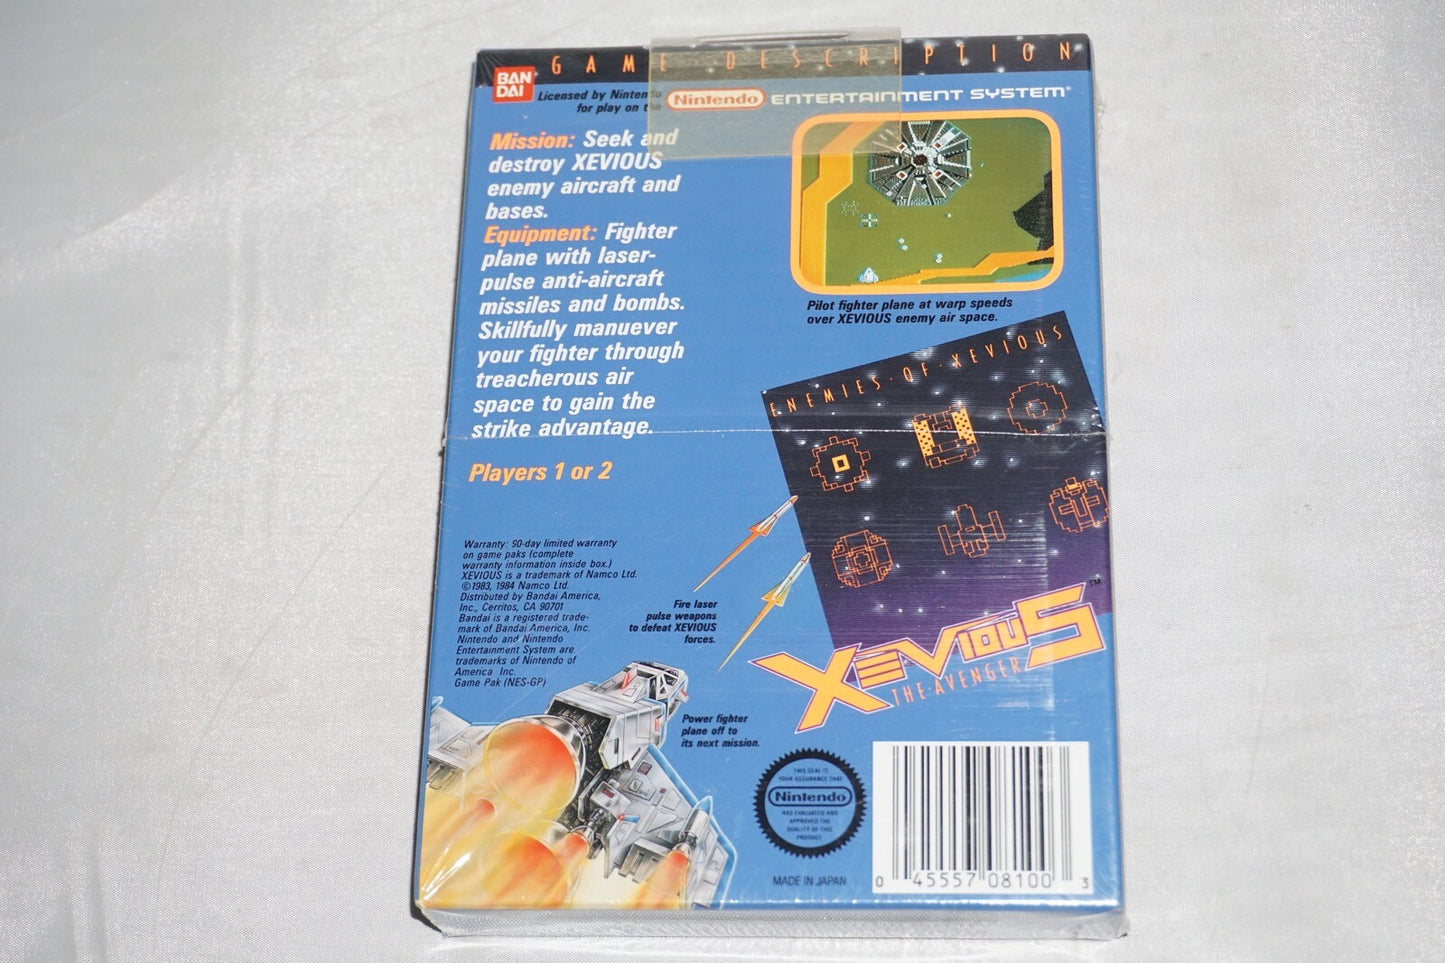 GAME DESCRIPTION
BAN
DAI
Licensed by Nintendo
for play on the
Nintendo ENTERTAINMENT SYSTEM®
Mission: Seek and
destroy XEVIOUS
enemy aircraft and
bases.
Equipment: Fighter
plane with laser-
pulse anti-aircraft
missiles and bombs.
Skillfully manuever
your fighter through
treacherous air
space to gain the
strike advantage.
Players 1 or 2
Pilot fighter plane at warp speeds
over XEVIOUS enemy air space.
ENEMIES·OF·XEVIOUS
Warranty: 90-day limited warranty
on game paks (complete
warranty information inside box.)
XEVIOUS is a trademark of Namco Ltd.
©1983, 1984 Namco Ltd.
Distributed by Bandai America,
Inc., Cerritos, CA 90701
Bandai is a registered trade-
mark of Bandai America, Inc.
Nintendo and Nintendo
Entertainment System are
trademarks of Nintendo of
America Inc.
Game Pak (NES-GP)
Fire laser
pulse weapons
to defeat XEVIOUS
forces.
XEVIOUS™
THE·AVENGER
Power fighter
plane off to
its next mission.
THIS SEAL IS
YOUR ASSURANCE THAT
Nintendo
HAS EVALUATED AND
APPROVED THE
QUALITY OF THIS
PRODUCT.
MADE IN JAPAN
0 45557 08100 3